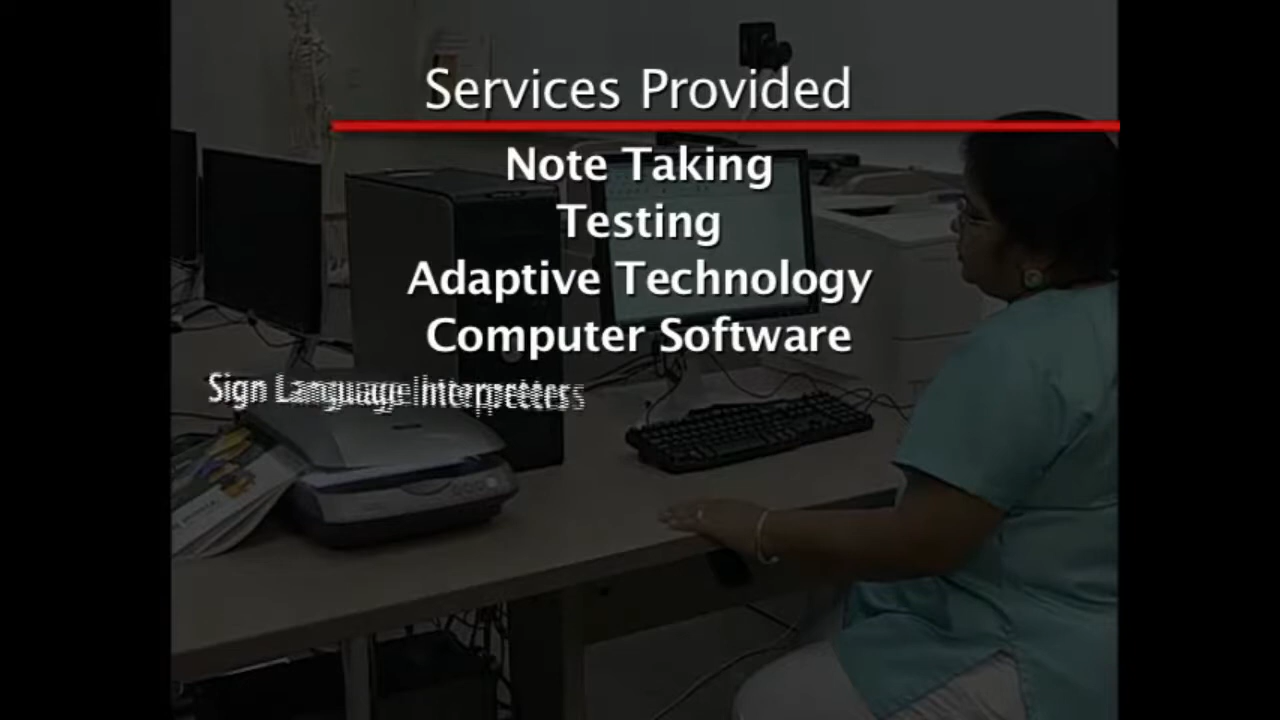 Services Provided
Note Taking
Testing
Adaptive Technology
Computer Software
Sign Language Interpreters